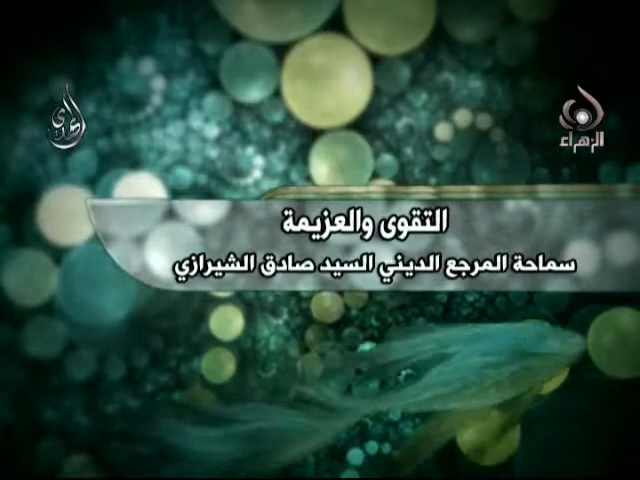 الزهراء
التقوى والعزيمة
سماحة المرجع الديني السيد صادق الشيرازي